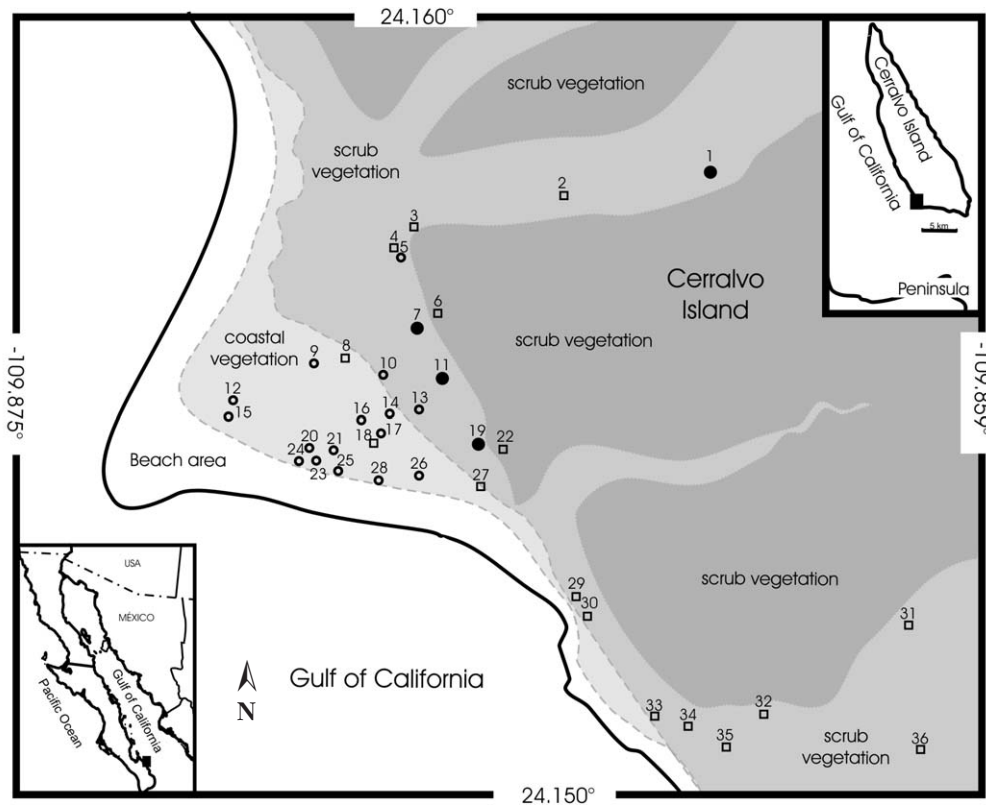 24.160°
scrub vegetation
scrub
vegetation
1
2
3
4
5
Cerralvo
Island
6
7
scrub vegetation
coastal
vegetation
8
9
10
11
12
13
14
15
16
17
18
19
20
21
22
23
24
25
26
27
28
Beach area
-109.875°
-109.859°
Cerralvo Island
Gulf of California
5 km
Peninsula
29
30
scrub vegetation
31
32
33
34
35
36
scrub
vegetation
USA
MÉXICO
Gulf of California
Pacific Ocean
N
Gulf of California
24.150°